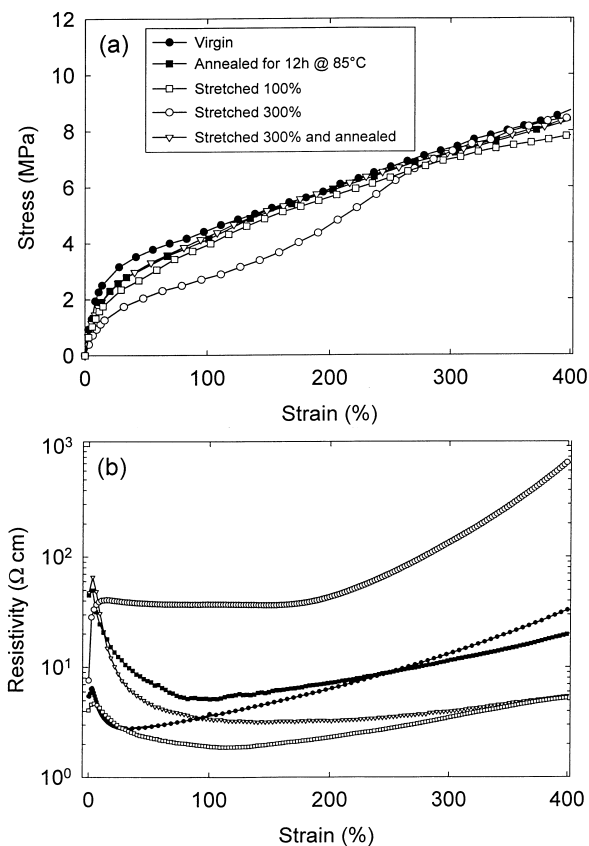 12
(a)
Virgin
Annealed for 12h @ 85°C
10
Stretched 100%
Stretched 300%
8
Stretched 300% and annealed
6
4
2
0
Stress (MPa)
0 100 200 300 400
Strain (%)
10³
(b)
10²
10¹
10⁰
Resistivity (Ω cm)
0 100 200 300 400
Strain (%)